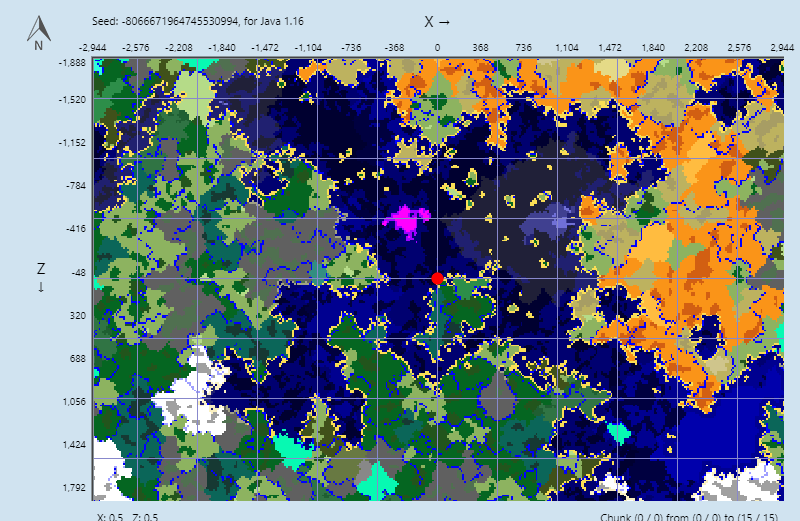 Seed: -8066671964745530994, for Java 1.16
X →
N
-2,944 -2,576 -2,208 -1,840 -1,472 -1,104 -736 -368 0 368 736 1,104 1,472 1,840 2,208 2,576 2,944
-1,888
-1,520
-1,152
-784
-416
Z
-48
↓
320
688
1,056
1,424
1,792
X: 0.5 Z: 0.5
Chunk (0 / 0) from (0 / 0) to (15 / 15)